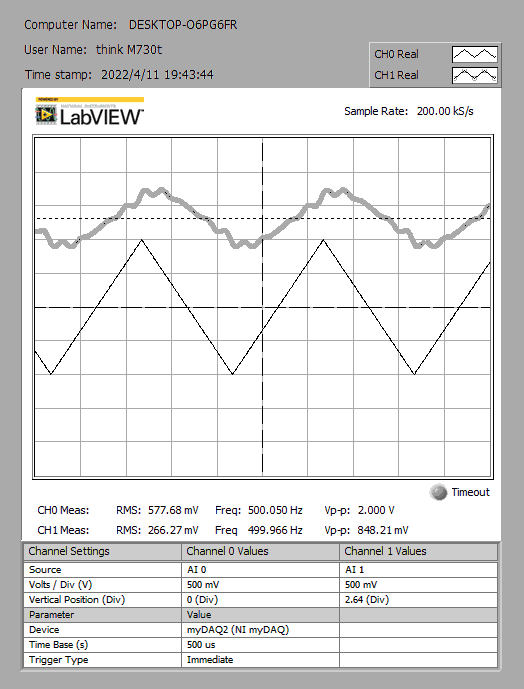 Computer Name: DESKTOP-O6PG6FR
User Name: think M730t
Time stamp: 2022/4/11 19:43:44
CH0 Real
CH1 Real
POWERED BY
NATIONAL INSTRUMENTS
LabVIEW™
Sample Rate: 200.00 kS/s
Timeout
CH0 Meas: RMS: 577.68 mV Freq: 500.050 Hz Vp-p: 2.000 V
CH1 Meas: RMS: 266.27 mV Freq 499.966 Hz Vp-p: 848.21 mV
Channel Settings Channel 0 Values Channel 1 Values
Source AI 0 AI 1
Volts / Div (V) 500 mV 500 mV
Vertical Position (Div) 0 (Div) 2.64 (Div)
Parameter Value
Device myDAQ2 (NI myDAQ)
Time Base (s) 500 us
Trigger Type Immediate